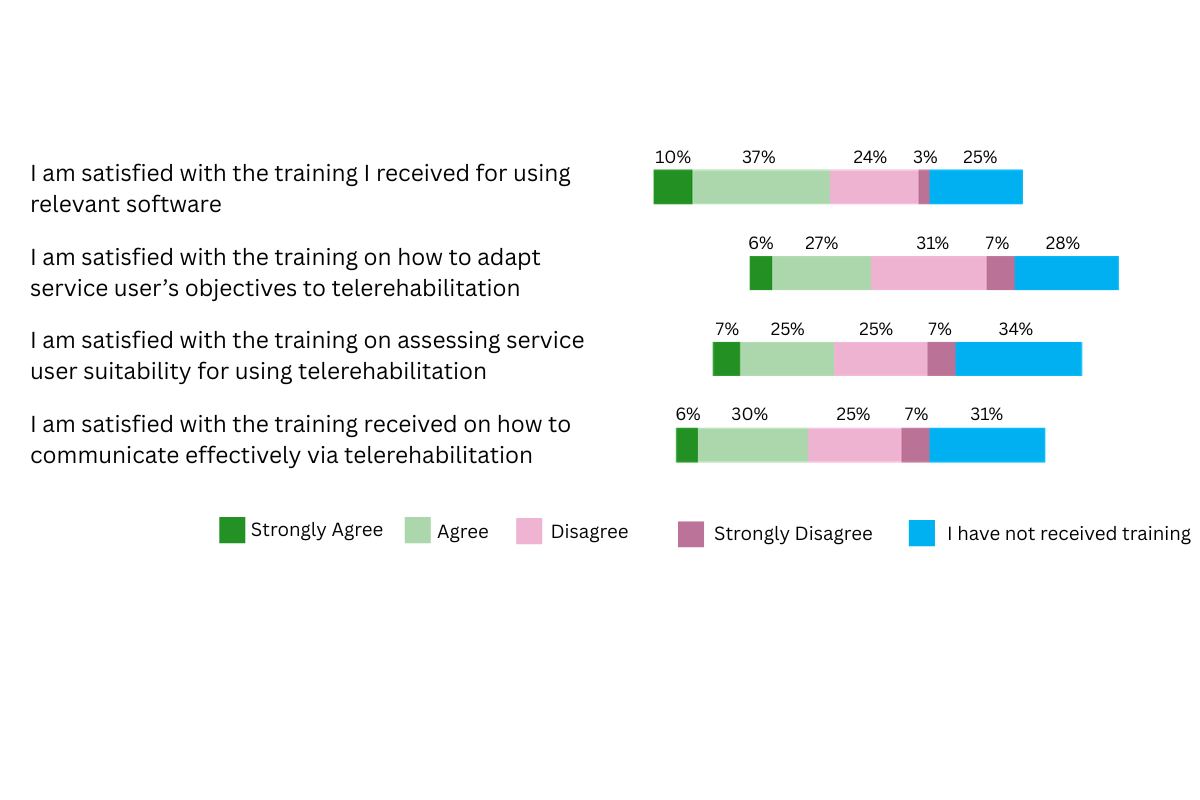 10% 37% 24% 3% 25%
I am satisfied with the training I received for using
relevant software
6% 27% 31% 7% 28%
I am satisfied with the training on how to adapt
service user’s objectives to telerehabilitation
7% 25% 25% 7% 34%
I am satisfied with the training on assessing service
user suitability for using telerehabilitation
6% 30% 25% 7% 31%
I am satisfied with the training received on how to
communicate effectively via telerehabilitation
Strongly Agree Agree Disagree Strongly Disagree I have not received training